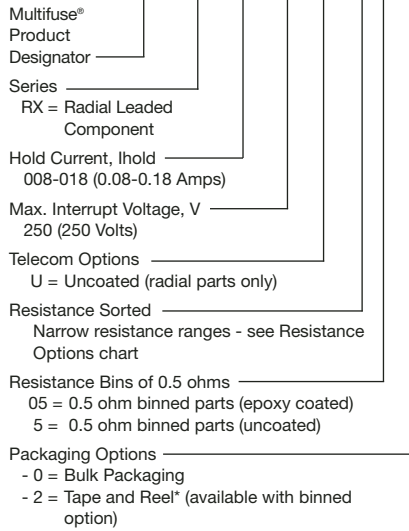 Multifuse®
Product
Designator
Series
RX = Radial Leaded
Component
Hold Current, Ihold
008-018 (0.08-0.18 Amps)
Max. Interrupt Voltage, V
250 (250 Volts)
Telecom Options
U = Uncoated (radial parts only)
Resistance Sorted
Narrow resistance ranges - see Resistance
Options chart
Resistance Bins of 0.5 ohms
05 = 0.5 ohm binned parts (epoxy coated)
5 = 0.5 ohm binned parts (uncoated)
Packaging Options
- 0 = Bulk Packaging
- 2 = Tape and Reel* (available with binned
option)